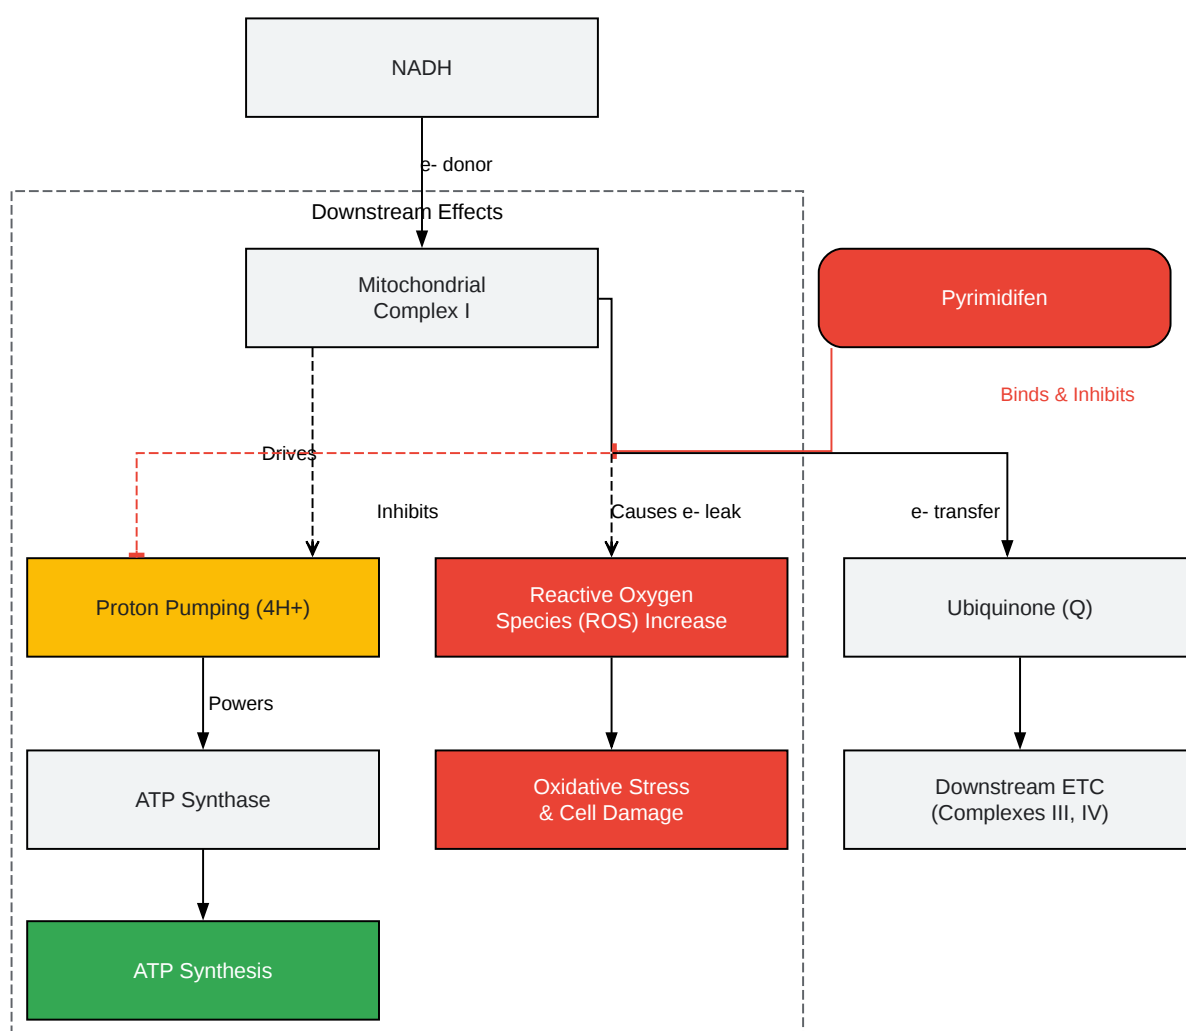 NADH
e- donor
Downstream Effects
Mitochondrial
Complex I
Pyrimidifen
Binds & Inhibits
Drives
Inhibits
Causes e- leak
e- transfer
Proton Pumping (4H+)
Reactive Oxygen
Species (ROS) Increase
Ubiquinone (Q)
Powers
ATP Synthase
Oxidative Stress
& Cell Damage
Downstream ETC
(Complexes III, IV)
ATP Synthesis